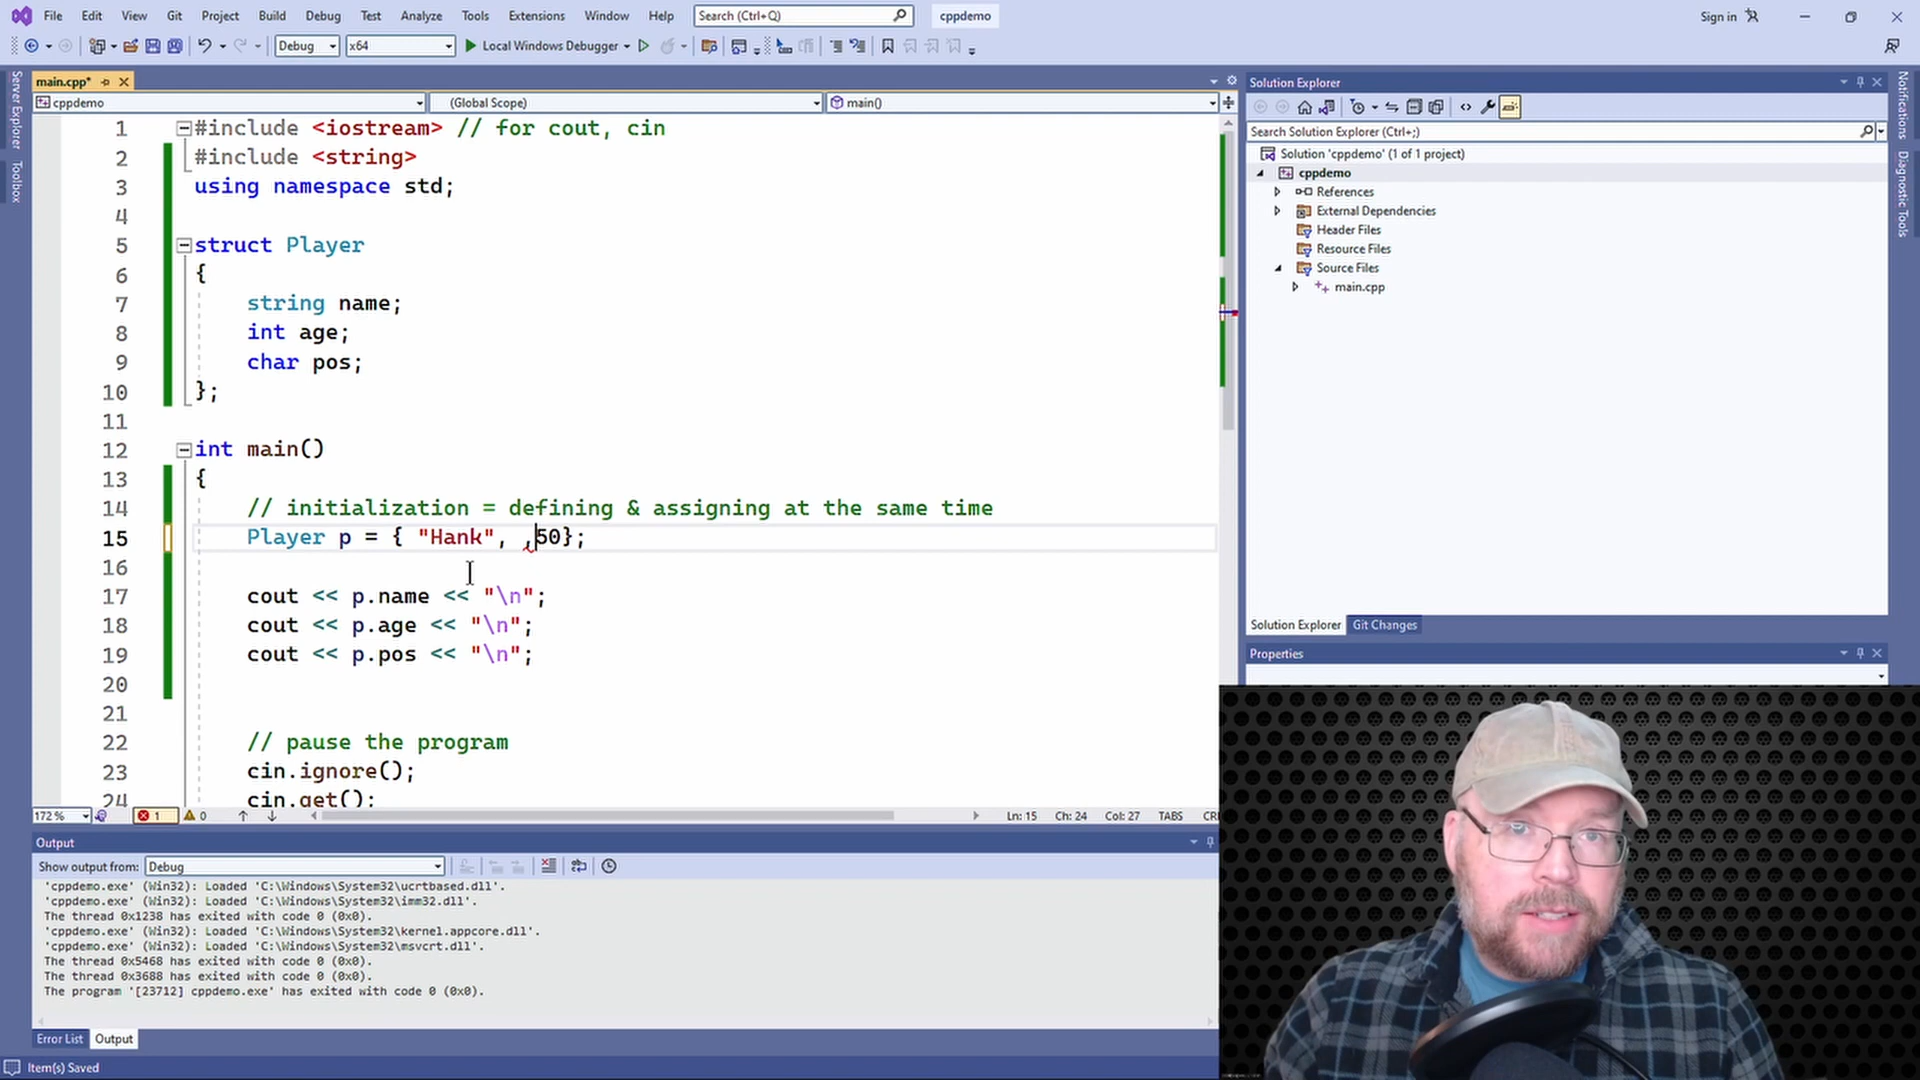 File Edit View Git Project Build Debug Test Analyze Tools Extensions Window Help Search (Ctrl+Q) cppdemo Sign in
Debug x64 Local Windows Debugger
Server Explorer
Toolbox
main.cpp*
cppdemo (Global Scope) main()
1 #include <iostream> // for cout, cin
2 #include <string>
3 using namespace std;
4
5 struct Player
6 {
7 string name;
8 int age;
9 char pos;
10 };
11
12 int main()
13 {
14 // initialization = defining & assigning at the same time
15 Player p = { "Hank", ,50};
16
17 cout << p.name << "\n";
18 cout << p.age << "\n";
19 cout << p.pos << "\n";
20
21
22 // pause the program
23 cin.ignore();
24 cin.get();
172 % 1 0 Ln: 15 Ch: 24 Col: 27 TABS CR
Output
Show output from: Debug
'cppdemo.exe' (Win32): Loaded 'C:\Windows\System32\ucrtbased.dll'.
'cppdemo.exe' (Win32): Loaded 'C:\Windows\System32\imm32.dll'.
The thread 0x1238 has exited with code 0 (0x0).
'cppdemo.exe' (Win32): Loaded 'C:\Windows\System32\kernel.appcore.dll'.
'cppdemo.exe' (Win32): Loaded 'C:\Windows\System32\msvcrt.dll'.
The thread 0x5468 has exited with code 0 (0x0).
The thread 0x3688 has exited with code 0 (0x0).
The program '[23712] cppdemo.exe' has exited with code 0 (0x0).
Error List Output
Item(s) Saved
Solution Explorer
Search Solution Explorer (Ctrl+;)
Solution 'cppdemo' (1 of 1 project)
cppdemo
References
External Dependencies
Header Files
Resource Files
Source Files
main.cpp
Solution Explorer Git Changes
Properties
Notifications
Diagnostic Tools